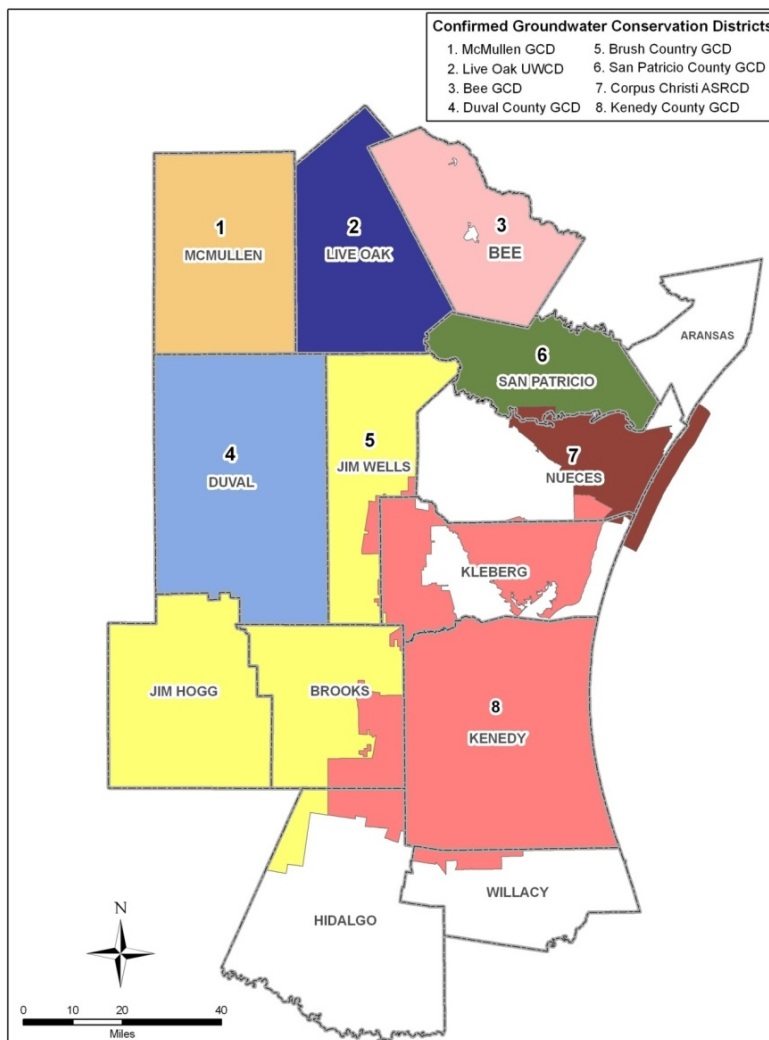 Confirmed Groundwater Conservation Districts
1. McMullen GCD 5. Brush Country GCD
2. Live Oak UWCD 6. San Patricio County GCD
3. Bee GCD 7. Corpus Christi ASRCD
4. Duval County GCD 8. Kenedy County GCD
1
MCMULLEN
2
LIVE OAK
3
BEE
ARANSAS
6
SAN PATRICIO
4
DUVAL
5
JIM WELLS
7
NUECES
KLEBERG
JIM HOGG
BROOKS
8
KENEDY
WILLACY
HIDALGO
N
0 10 20 40
Miles